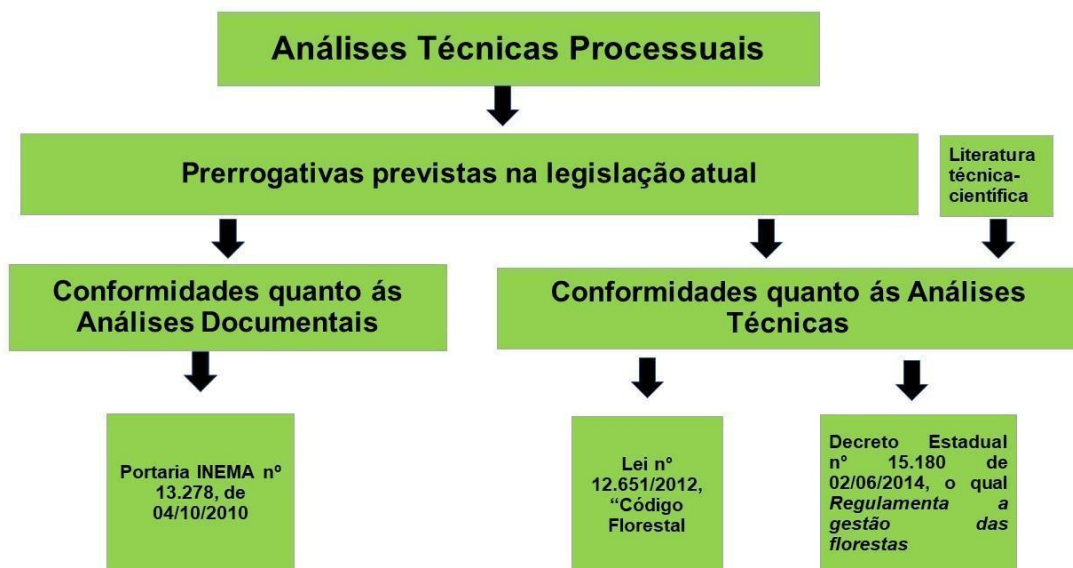 Análises Técnicas Processuais
Prerrogativas previstas na legislação atual
Literatura
técnica-
científica
Conformidades quanto ás
Análises Documentais
Conformidades quanto ás Análises
Técnicas
Portaria INEMA nº
13.278, de
04/10/2010
Lei nº
12.651/2012,
“Código
Florestal
Decreto Estadual
nº 15.180 de
02/06/2014, o qual
Regulamenta a
gestão das
florestas